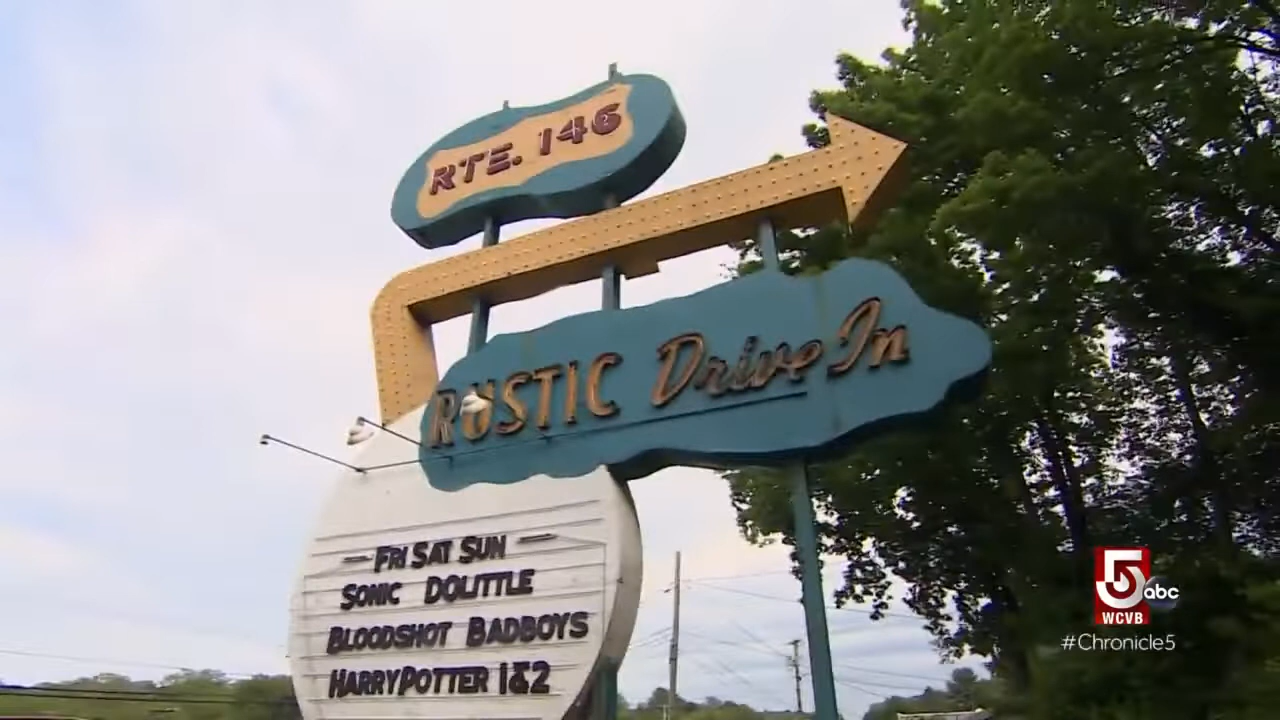 RTE. 146
RUSTIC Drive In
— FRI SAT SUN —
SONIC DOLITTLE
BLOODSHOT BADBOYS
HARRY POTTER 1&2
5 abc
WCVB
#Chronicle5